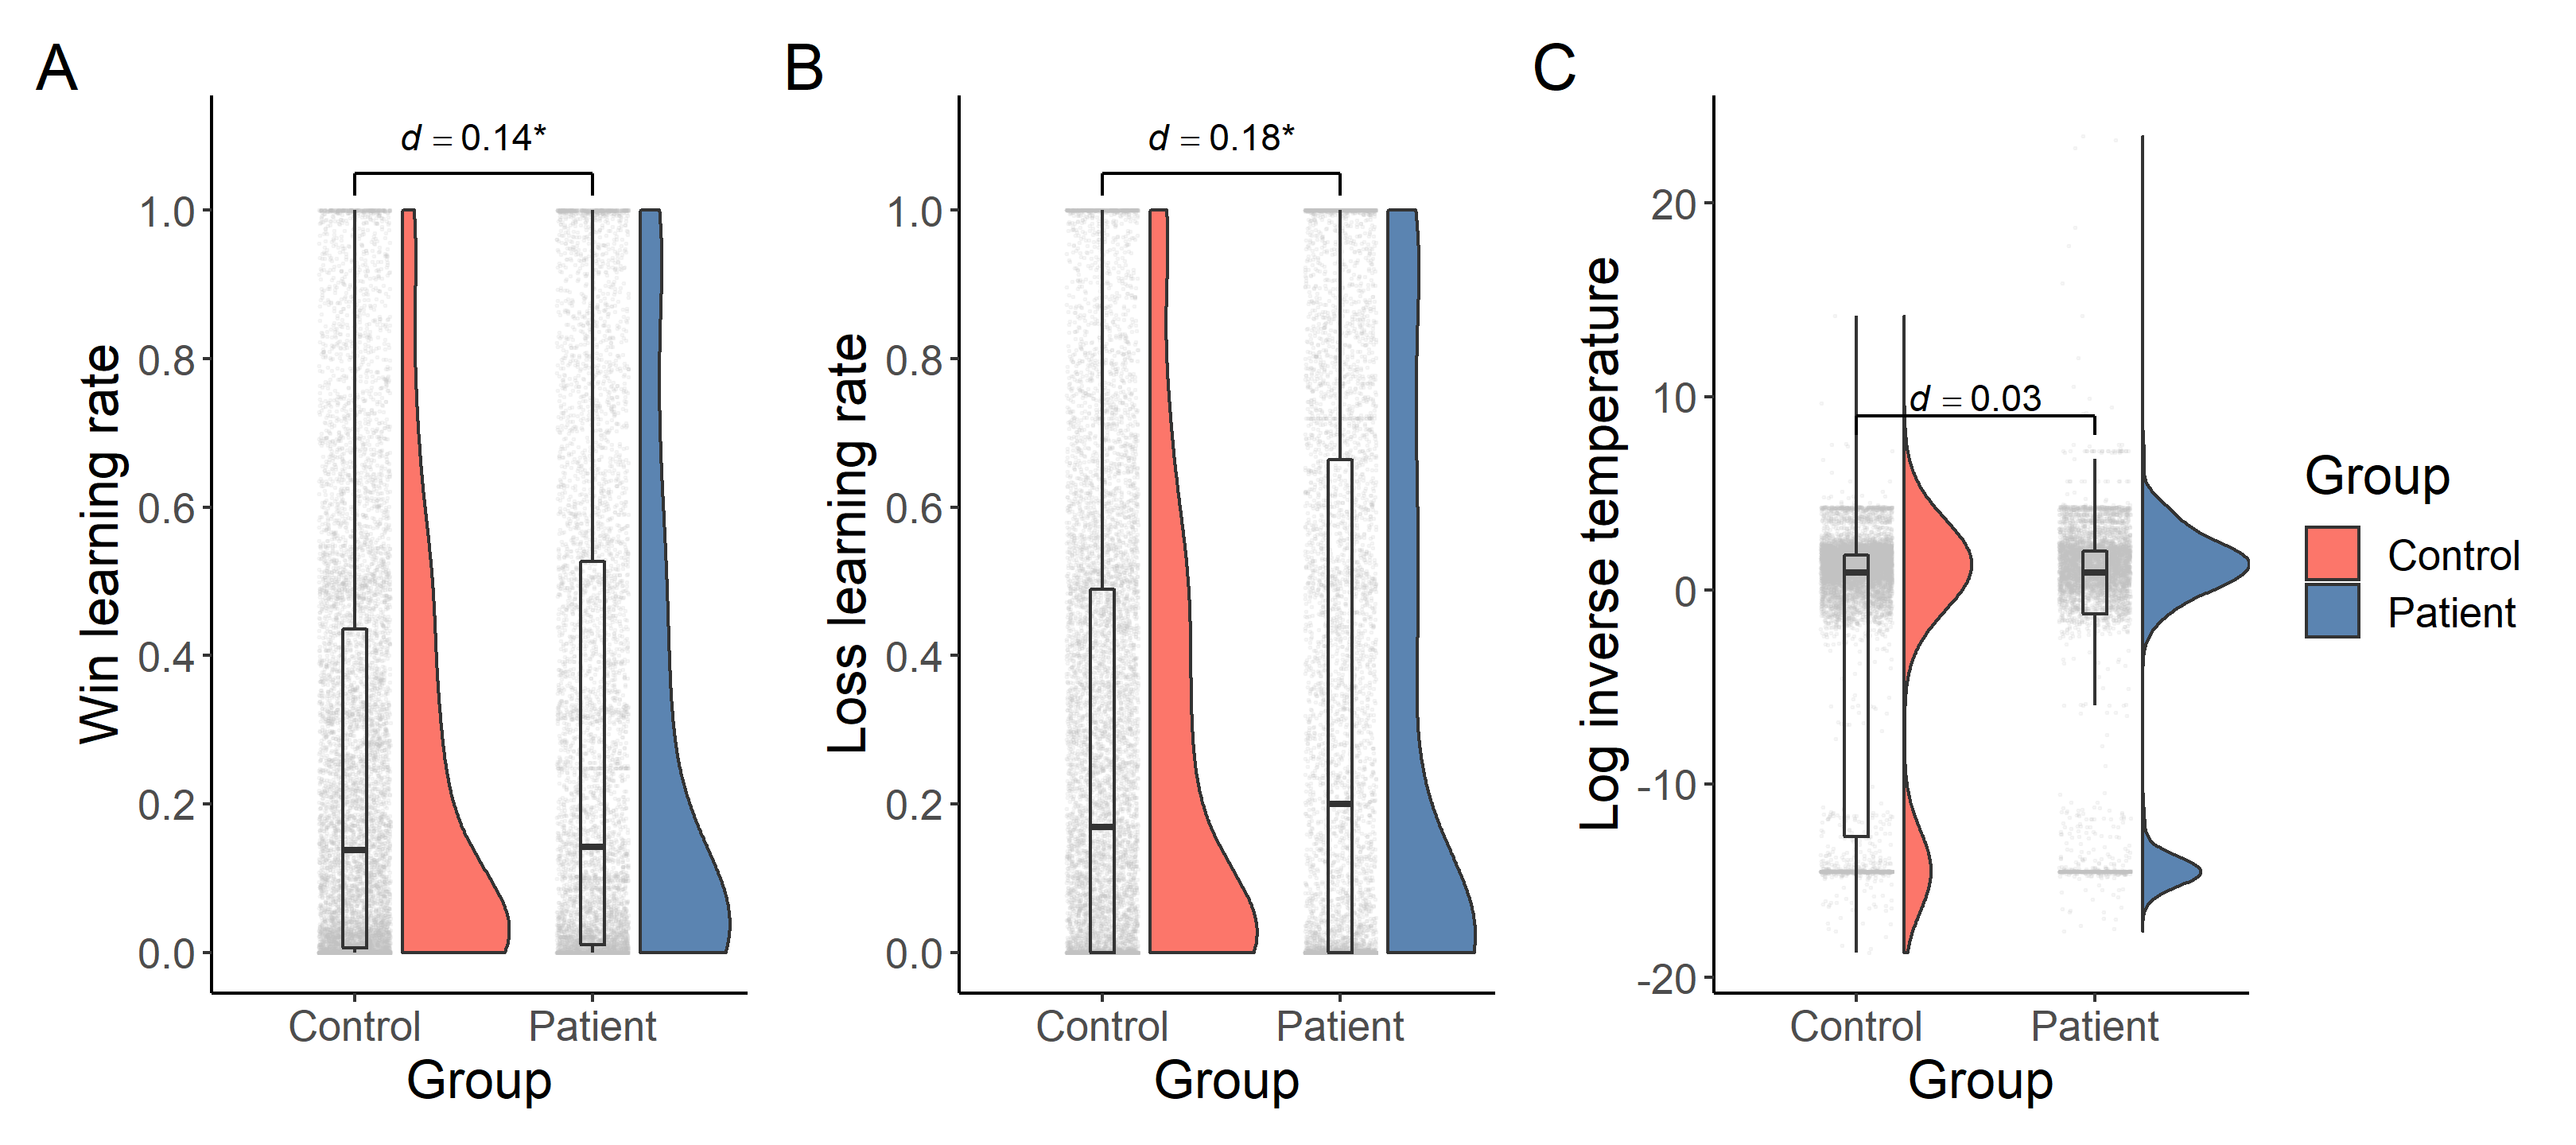 A
B
C
d = 0.14*
d = 0.18*
d = 0.03
Win learning rate
1.0
0.8
0.6
0.4
0.2
0.0
Control
Patient
Group
Loss learning rate
1.0
0.8
0.6
0.4
0.2
0.0
Control
Patient
Group
Log inverse temperature
20
10
0
-10
-20
Control
Patient
Group
Group
Control
Patient